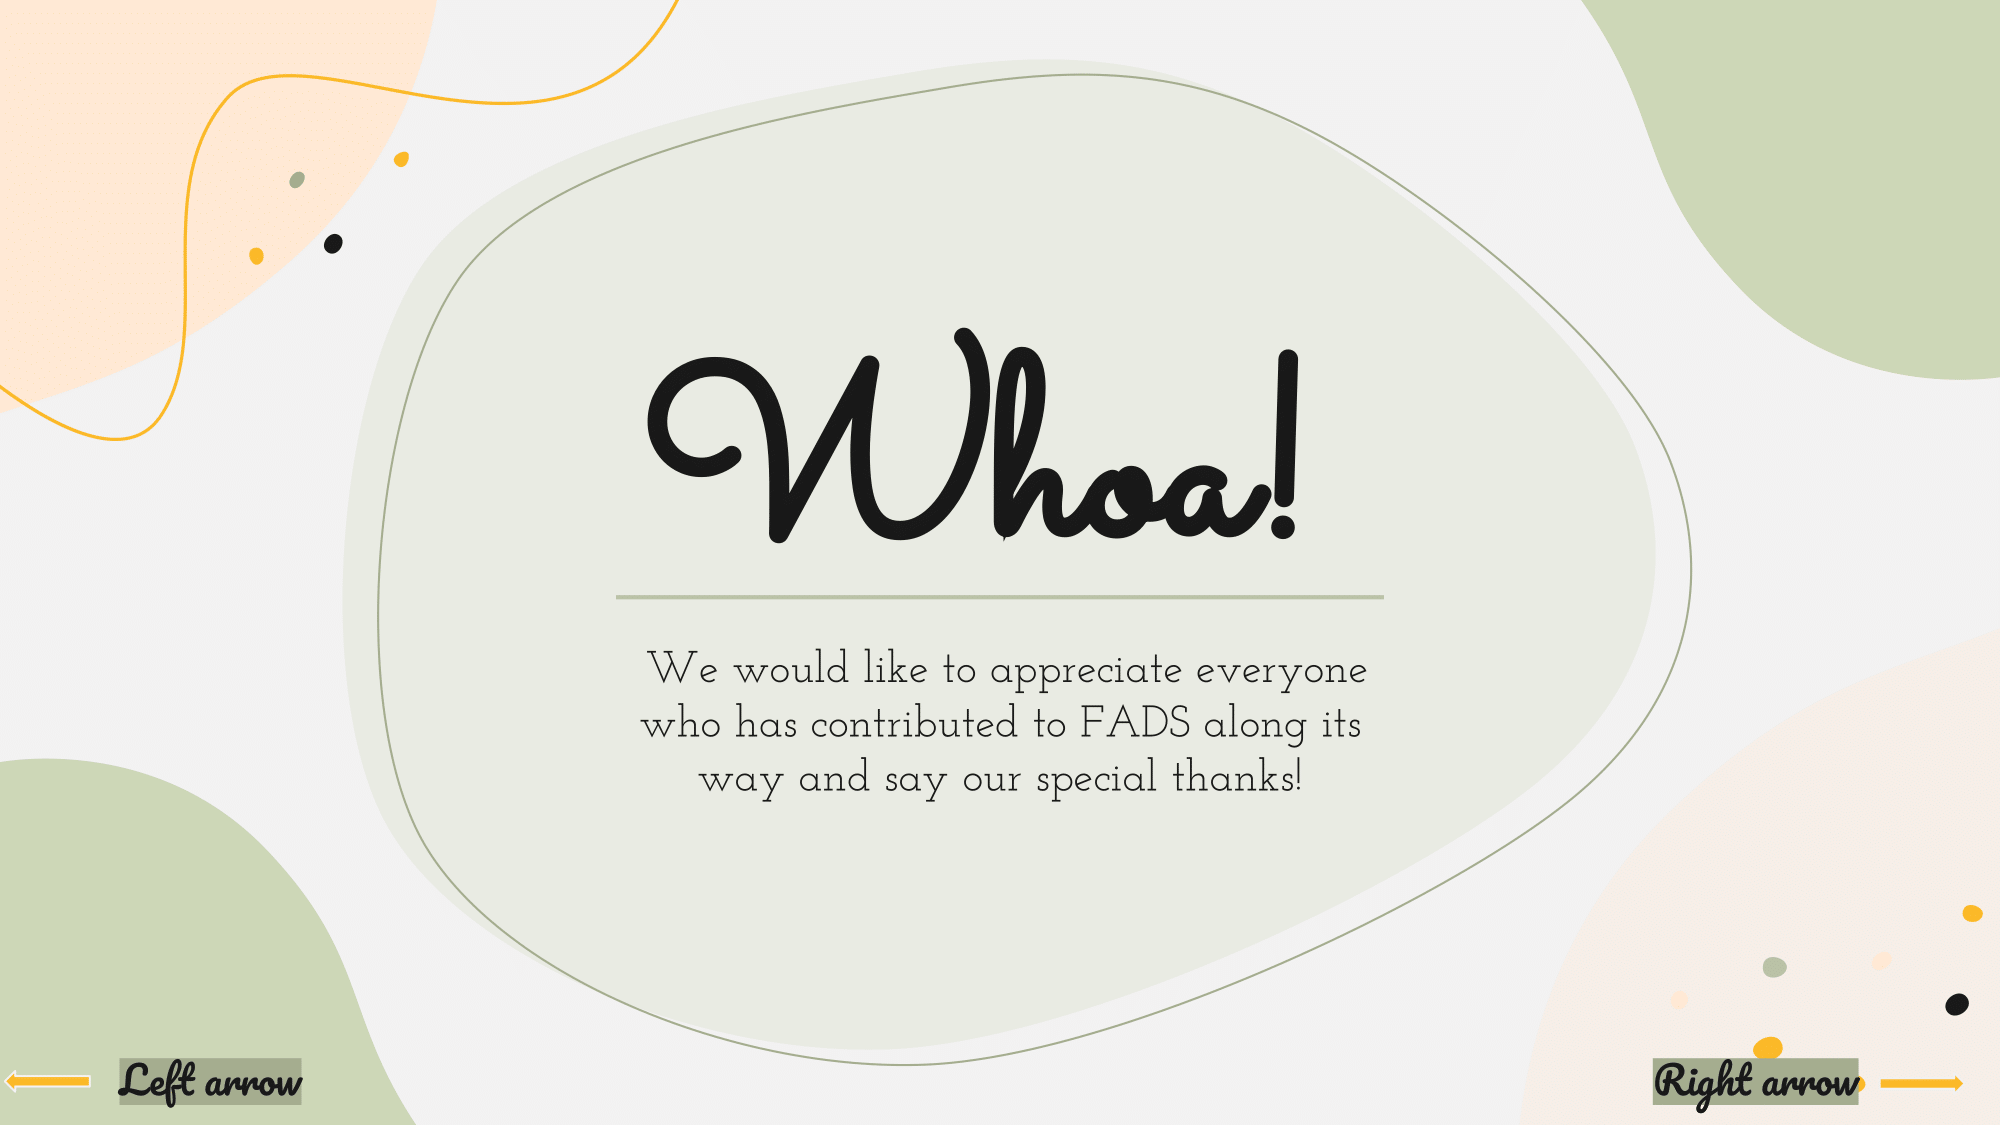 Whoa!
We would like to appreciate everyone
who has contributed to FADS along its
way and say our special thanks!
Left arrow
Right arrow